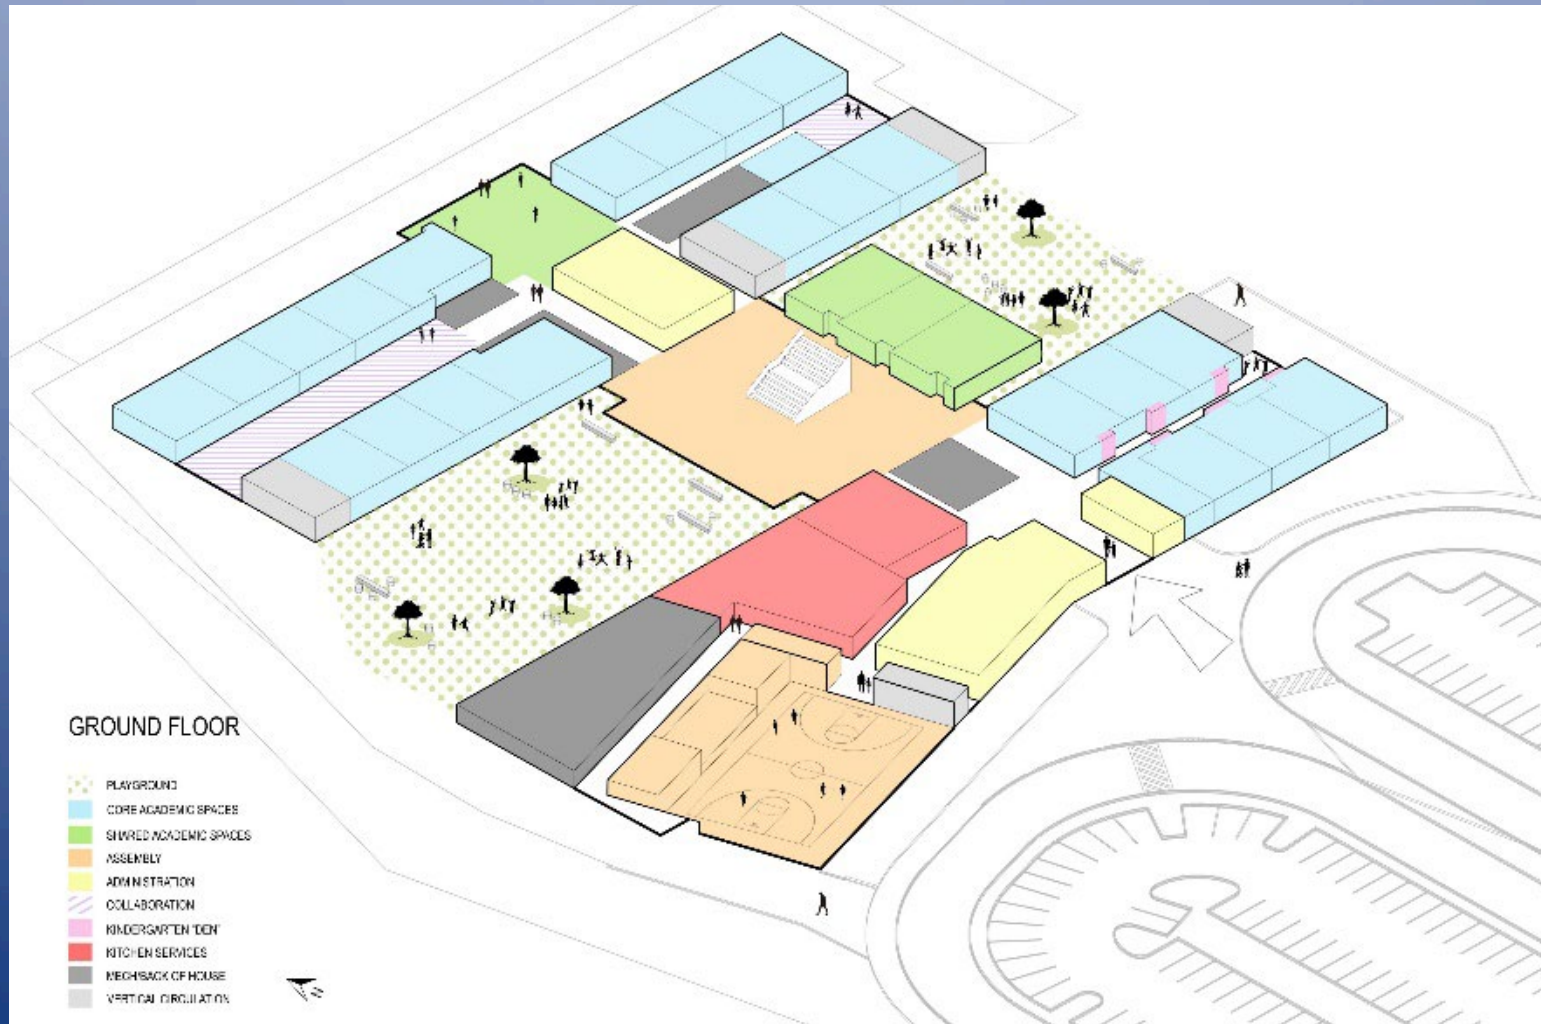 GROUND FLOOR
PLAYGROUND
CORE ACADEMIC SPACES
SHARED ACADEMIC SPACES
ASSEMBLY
ADMINISTRATION
COLLABORATION
KINDERGARTEN "DEN"
KITCHEN SERVICES
MECH/BACK OF HOUSE
VERTICAL CIRCULATION